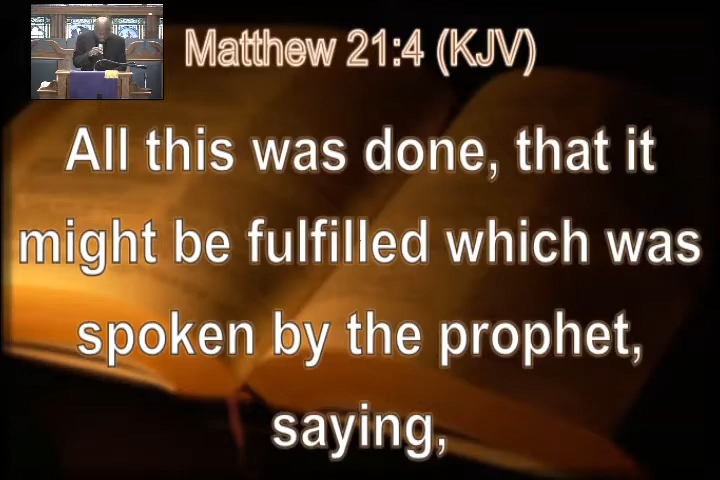 Matthew 21:4 (KJV)
All this was done, that it
might be fulfilled which was
spoken by the prophet,
saying,